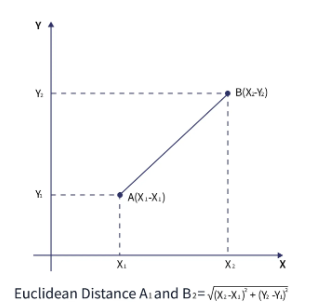 Y
Y₂
B(X₂-Y₂)
Y₁
A(X₁-X₁)
X₁
X₂
X
Euclidean Distance A₁ and B₂=√(X₂-X₁)² + (Y₂-Y₁)²